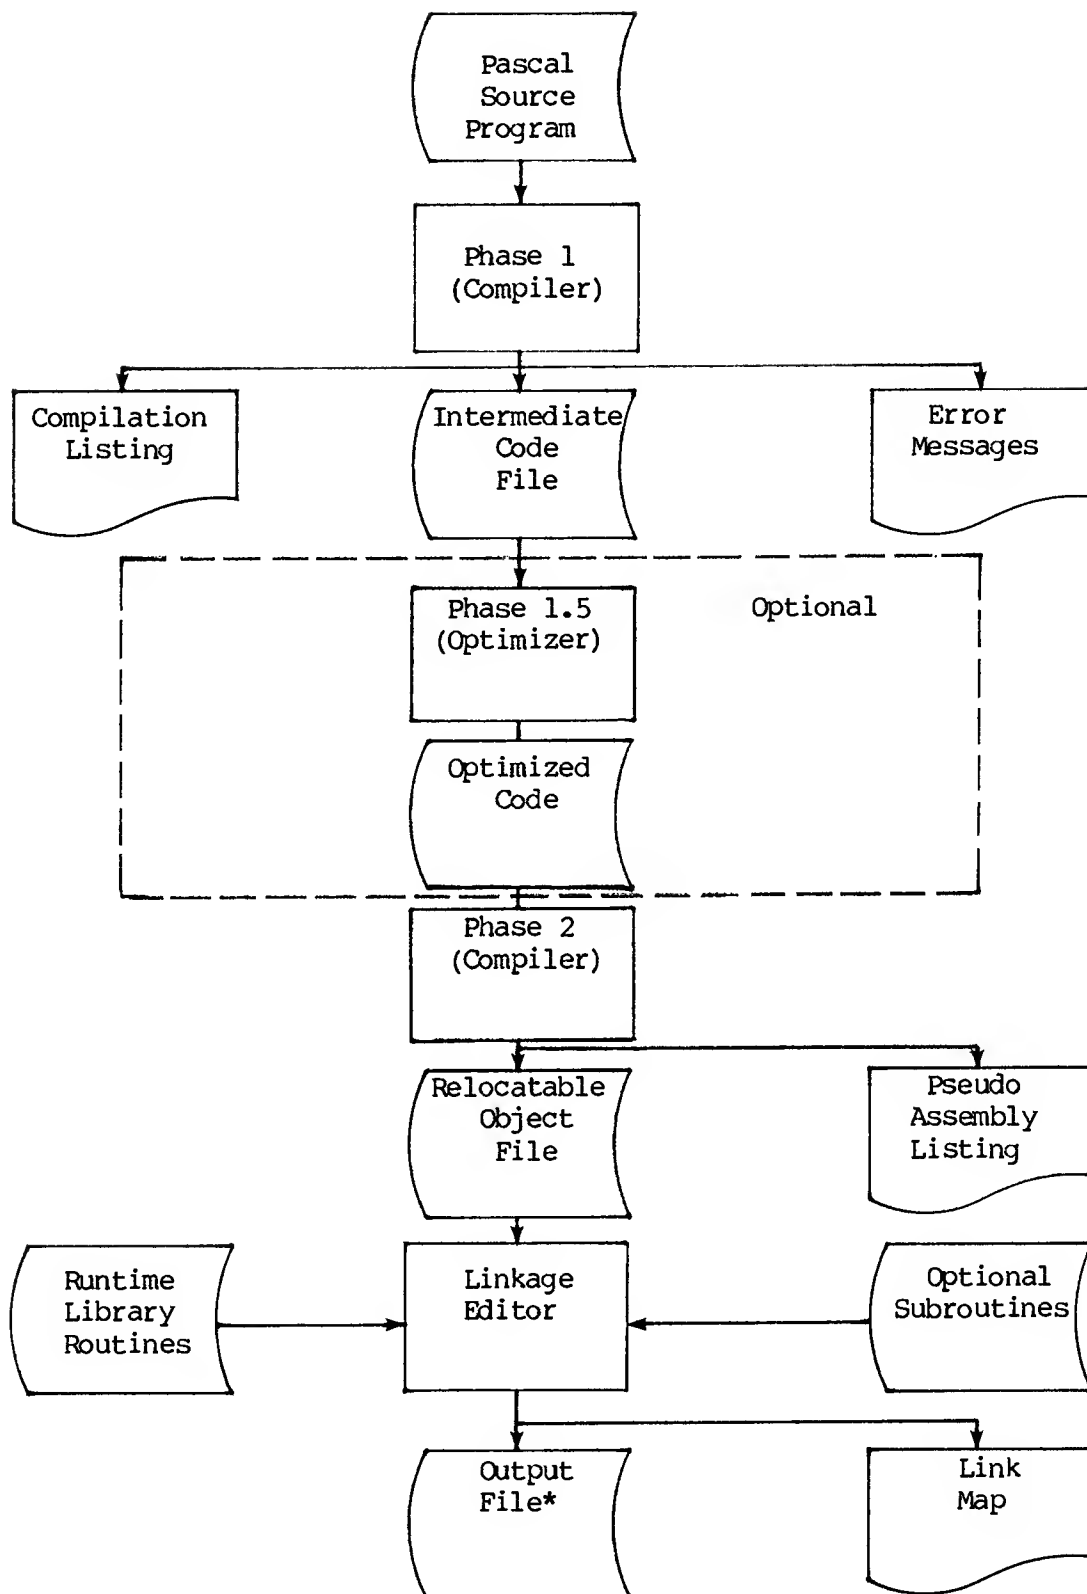 Pascal
Source
Program
Phase 1
(Compiler)
Compilation
Listing
Intermediate
Code
File
Error
Messages
Phase 1.5
(Optimizer)
Optional
Optimized
Code
Phase 2
(Compiler)
Relocatable
Object
File
Pseudo
Assembly
Listing
Runtime
Library
Routines
Linkage
Editor
Optional
Subroutines
Output
File*
Link
Map